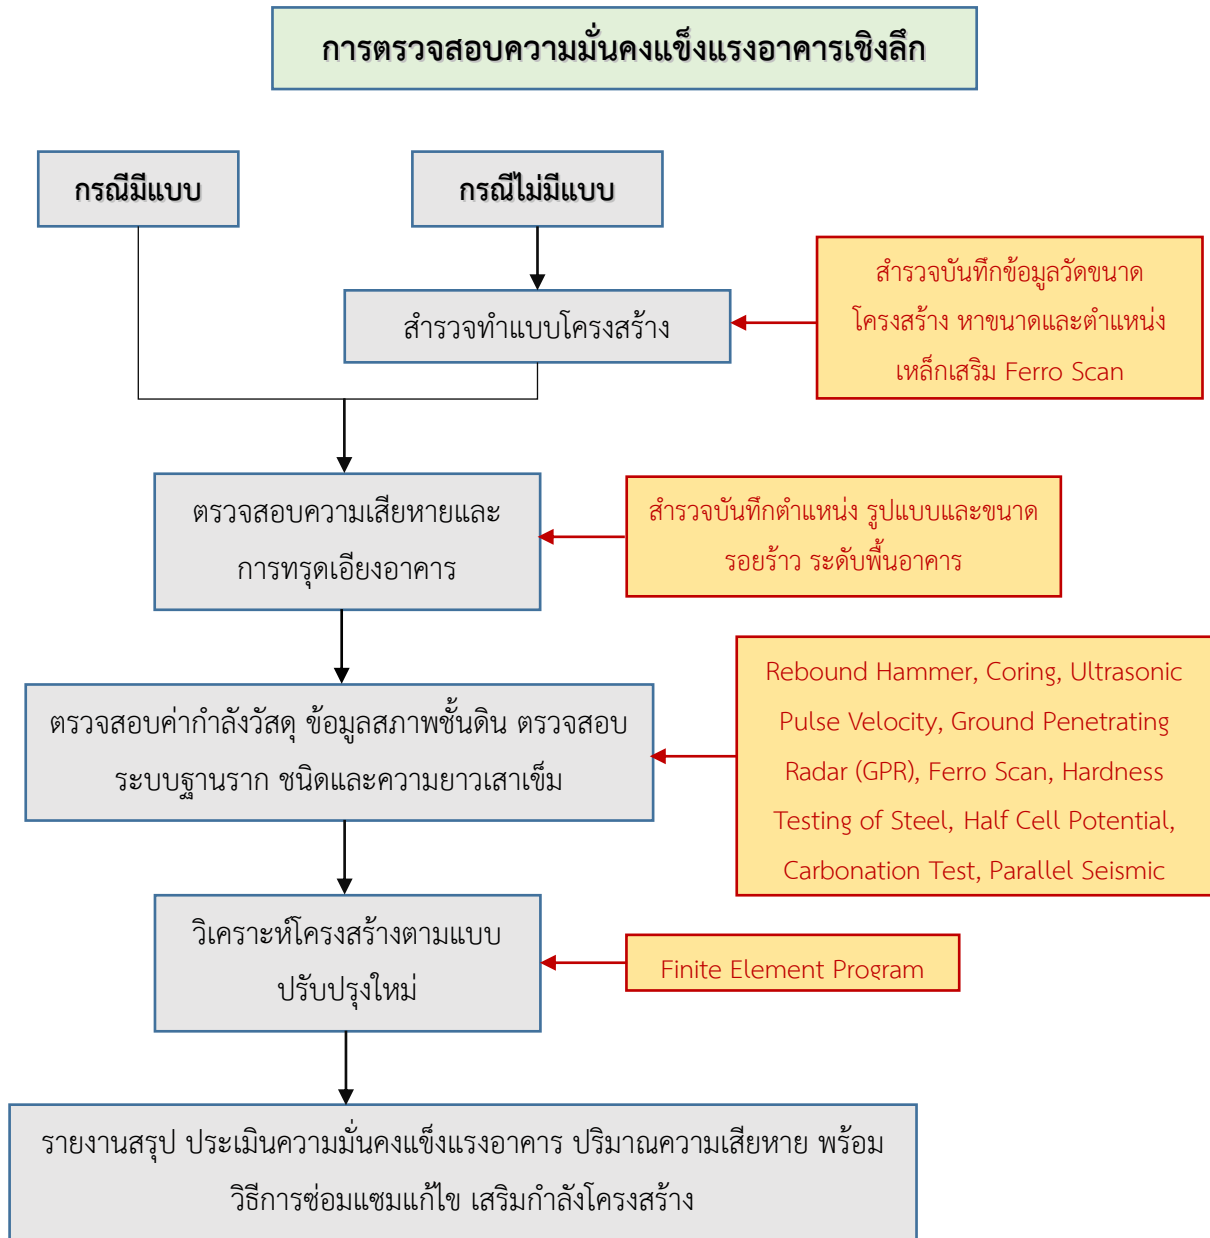 การตรวจสอบความมั่นคงแข็งแรงอาคารเชิงลึก
กรณีมีแบบ
กรณีไม่มีแบบ
สำรวจทำแบบโครงสร้าง
สำรวจบันทึกข้อมูลวัดขนาด
โครงสร้าง หาขนาดและตำแหน่ง
เหล็กเสริม Ferro Scan
ตรวจสอบความเสียหายและ
การทรุดเอียงอาคาร
สำรวจบันทึกตำแหน่ง รูปแบบและขนาด
รอยร้าว ระดับพื้นอาคาร
ตรวจสอบค่ากำลังวัสดุ ข้อมูลสภาพชั้นดิน ตรวจสอบ
ระบบฐานราก ชนิดและความยาวเสาเข็ม
Rebound Hammer, Coring, Ultrasonic
Pulse Velocity, Ground Penetrating
Radar (GPR), Ferro Scan, Hardness
Testing of Steel, Half Cell Potential,
Carbonation Test, Parallel Seismic
วิเคราะห์โครงสร้างตามแบบ
ปรับปรุงใหม่
Finite Element Program
รายงานสรุป ประเมินความมั่นคงแข็งแรงอาคาร ปริมาณความเสียหาย พร้อม
วิธีการซ่อมแซมแก้ไข เสริมกำลังโครงสร้าง